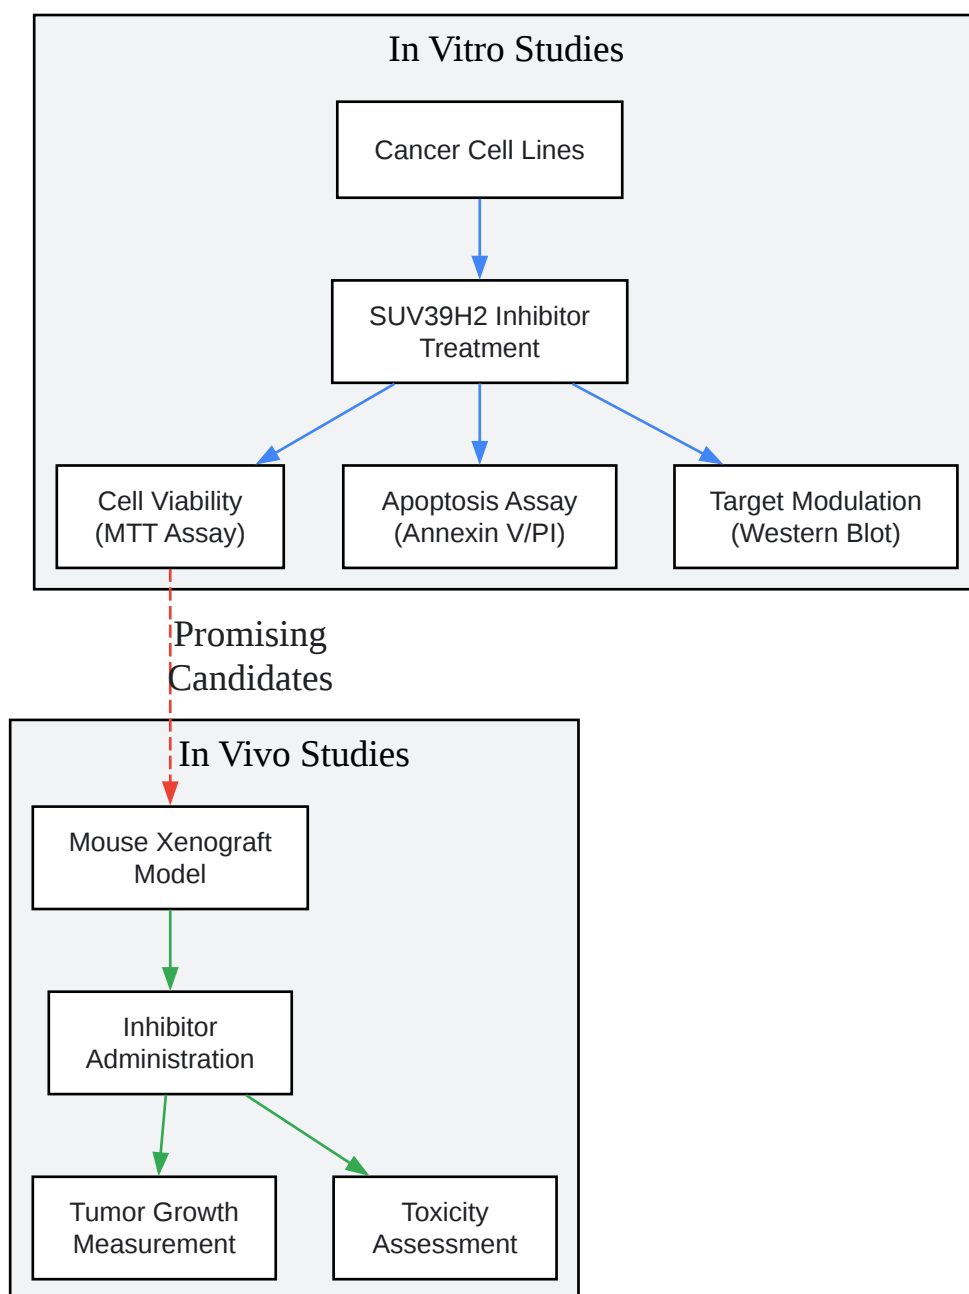 In Vitro Studies
Cancer Cell Lines
SUV39H2 Inhibitor
Treatment
Cell Viability
(MTT Assay)
Apoptosis Assay
(Annexin V/PI)
Target Modulation
(Western Blot)
Promising
Candidates
In Vivo Studies
Mouse Xenograft
Model
Inhibitor
Administration
Tumor Growth
Measurement
Toxicity
Assessment